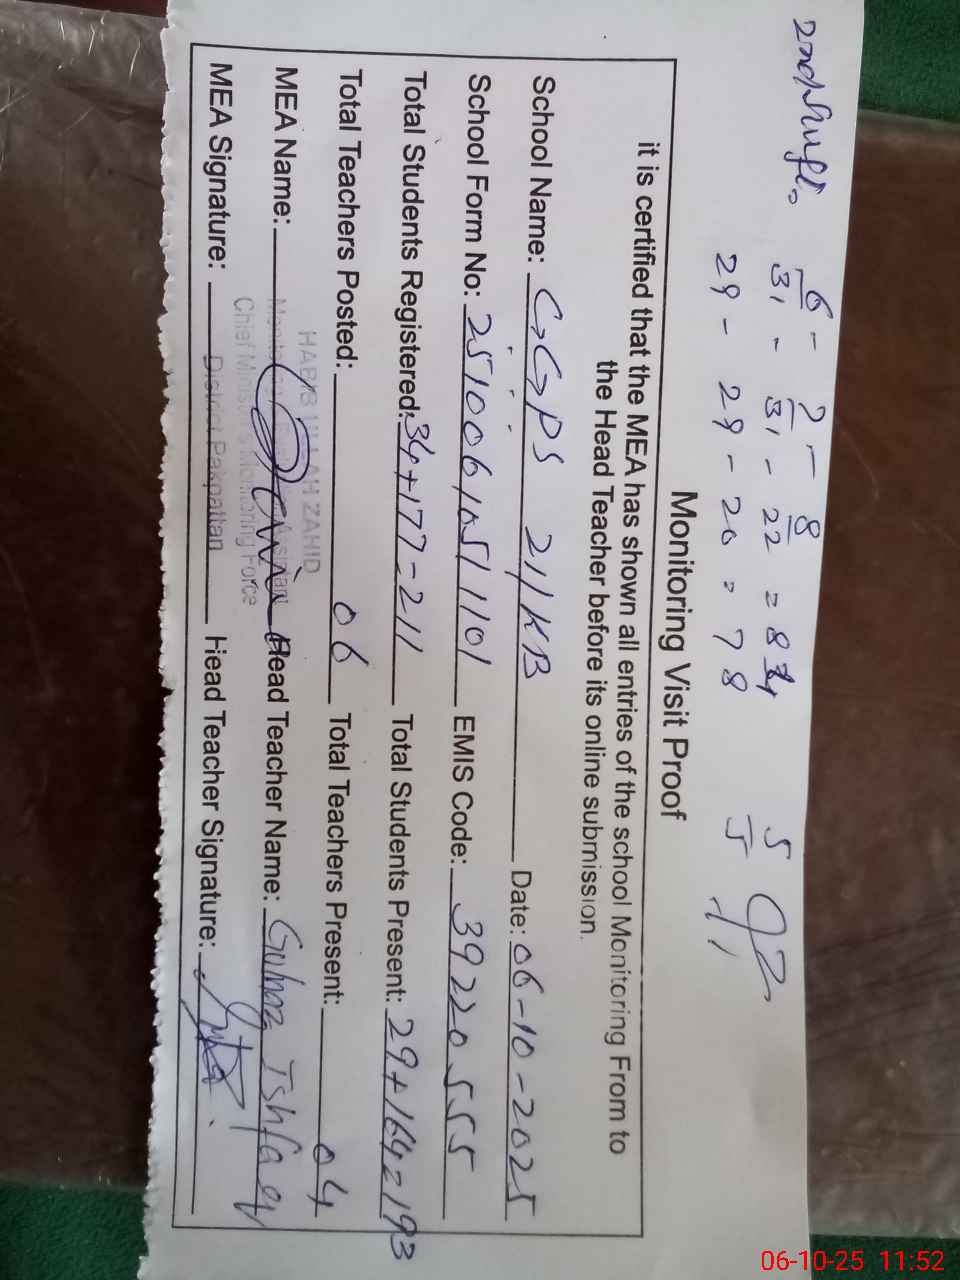 2nd Shift.
6 - 7 - 8
31 - 31 - 22 = 84
29 - 29 - 20 = 78
5
5
Monitoring Visit Proof
it is certified that the MEA has shown all entries of the school Monitoring From to
the Head Teacher before its online submission.
School Name: GGPS 21/KB Date: 06-10-2025
School Form No: 2510061051101 EMIS Code: 39220555
Total Students Registered: 34+177-211 Total Students Present: 29+164=193
Total Teachers Posted: 06 Total Teachers Present: 04
HABIB ULLAH ZAHID
MEA Name: Head Teacher Name: Ishfaq
Chief Minister's Monitoring Force
MEA Signature: District Pakpattan Head Teacher Signature:
06-10-25 11:52